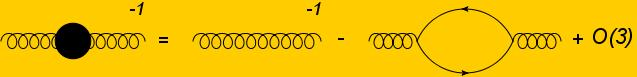 -1 = -1 - + O(3)